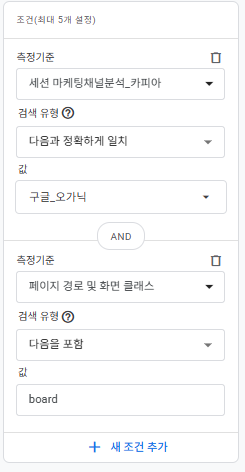 조건(최대 5개 설정)
측정기준
세션 마케팅채널분석_카피아
검색 유형
다음과 정확하게 일치
값
구글_오가닉
AND
측정기준
페이지 경로 및 화면 클래스
검색 유형
다음을 포함
값
board
+ 새 조건 추가